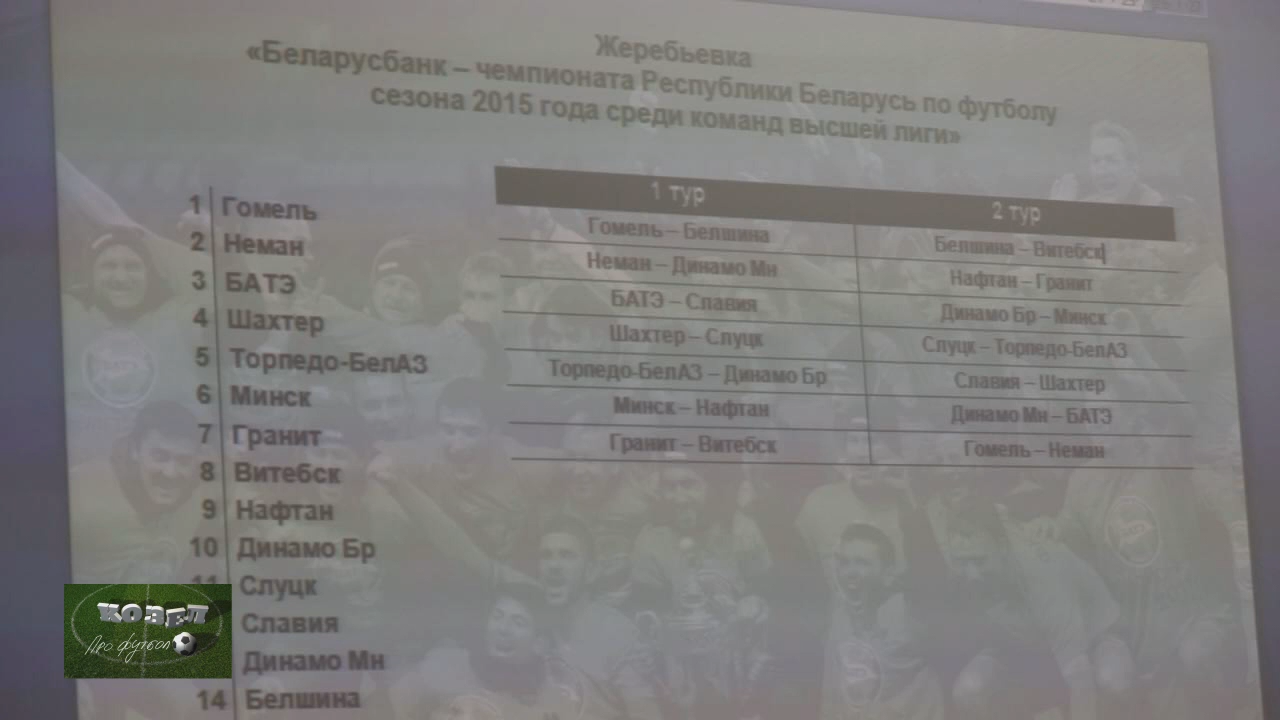 Жеребьевка
«Беларусбанк – чемпионата Республики Беларусь по футболу
сезона 2015 года среди команд высшей лиги»
1 Гомель
2 Неман
3 БАТЭ
4 Шахтер
5 Торпедо-БелАЗ
6 Минск
7 Гранит
8 Витебск
9 Нафтан
10 Динамо Бр
11 Слуцк
Славия
Динамо Мн
14 Белшина
1 тур 2 тур
Гомель – Белшина Белшина – Витебск
Неман – Динамо Мн Нафтан – Гранит
БАТЭ – Славия Динамо Бр – Минск
Шахтер – Слуцк Слуцк – Торпедо-БелАЗ
Торпедо-БелАЗ – Динамо Бр Славия – Шахтер
Минск – Нафтан Динамо Мн – БАТЭ
Гранит – Витебск Гомель – Неман
КОЗЕЛ
Про футбол